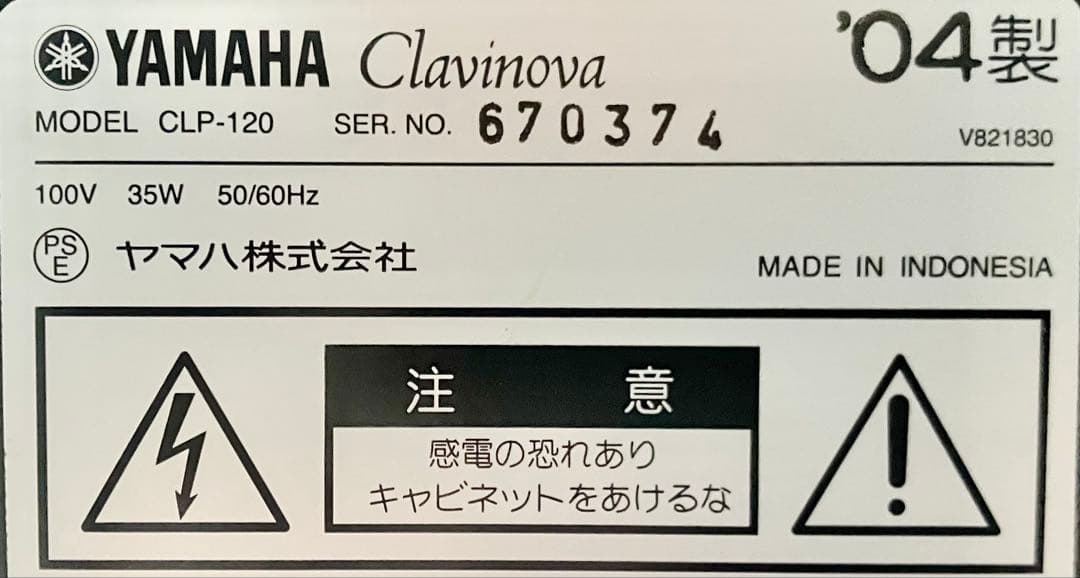 YAMAHA Clavinova '04製
MODEL CLP-120 SER. NO. 670374
V821830
100V 35W 50/60Hz
PSE ヤマハ株式会社
MADE IN INDONESIA
注意
感電の恐れあり
キャビネットをあけるな